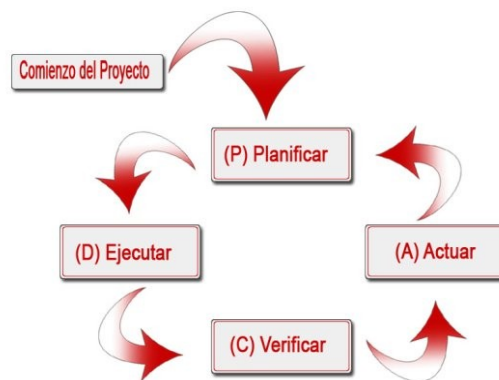 Comienzo del Proyecto
(P) Planificar
(D) Ejecutar
(A) Actuar
(C) Verificar